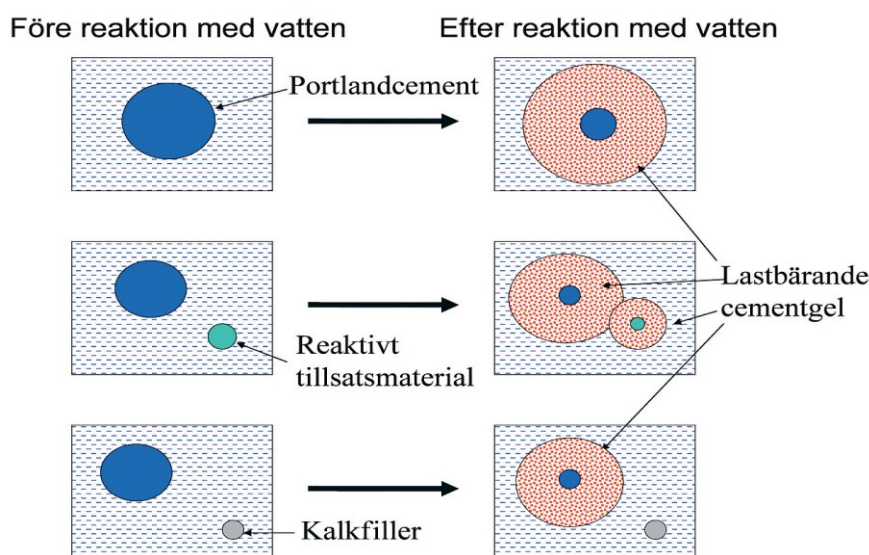 Före reaktion med vatten
Efter reaktion med vatten
Portlandcement
Reaktivt
tillsatsmaterial
Lastbärande
cementgel
Kalkfiller